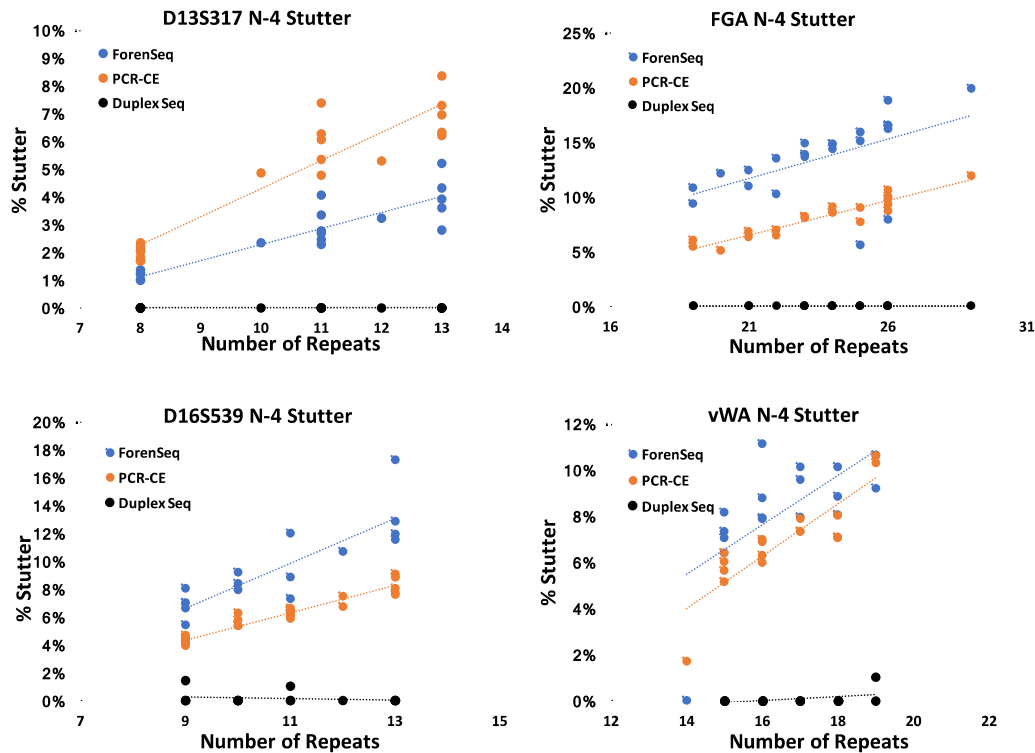 D13S317 N-4 Stutter
10%
9%
8%
7%
6%
5%
4%
3%
2%
1%
0%
% Stutter
ForenSeq
PCR-CE
Duplex Seq
7 8 9 10 11 12 13 14
Number of Repeats
FGA N-4 Stutter
25%
20%
15%
10%
5%
0%
% Stutter
ForenSeq
PCR-CE
Duplex Seq
16 21 26 31
Number of Repeats
D16S539 N-4 Stutter
20%
18%
16%
14%
12%
10%
8%
6%
4%
2%
0%
% Stutter
ForenSeq
PCR-CE
Duplex Seq
7 9 11 13 15
Number of Repeats
vWA N-4 Stutter
12%
10%
8%
6%
4%
2%
0%
% Stutter
ForenSeq
PCR-CE
Duplex Seq
12 14 16 18 20 22
Number of Repeats